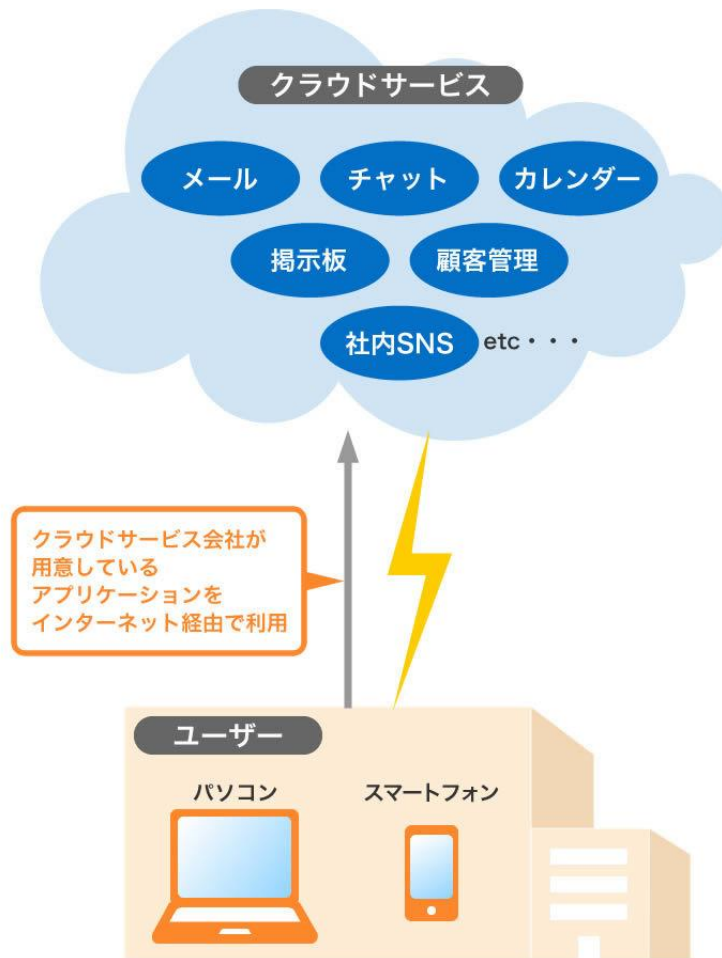 クラウドサービス
メール
チャット
カレンダー
掲示板
顧客管理
社内SNS
etc・・・
クラウドサービス会社が
用意している
アプリケーションを
インターネット経由で利用
ユーザー
パソコン
スマートフォン